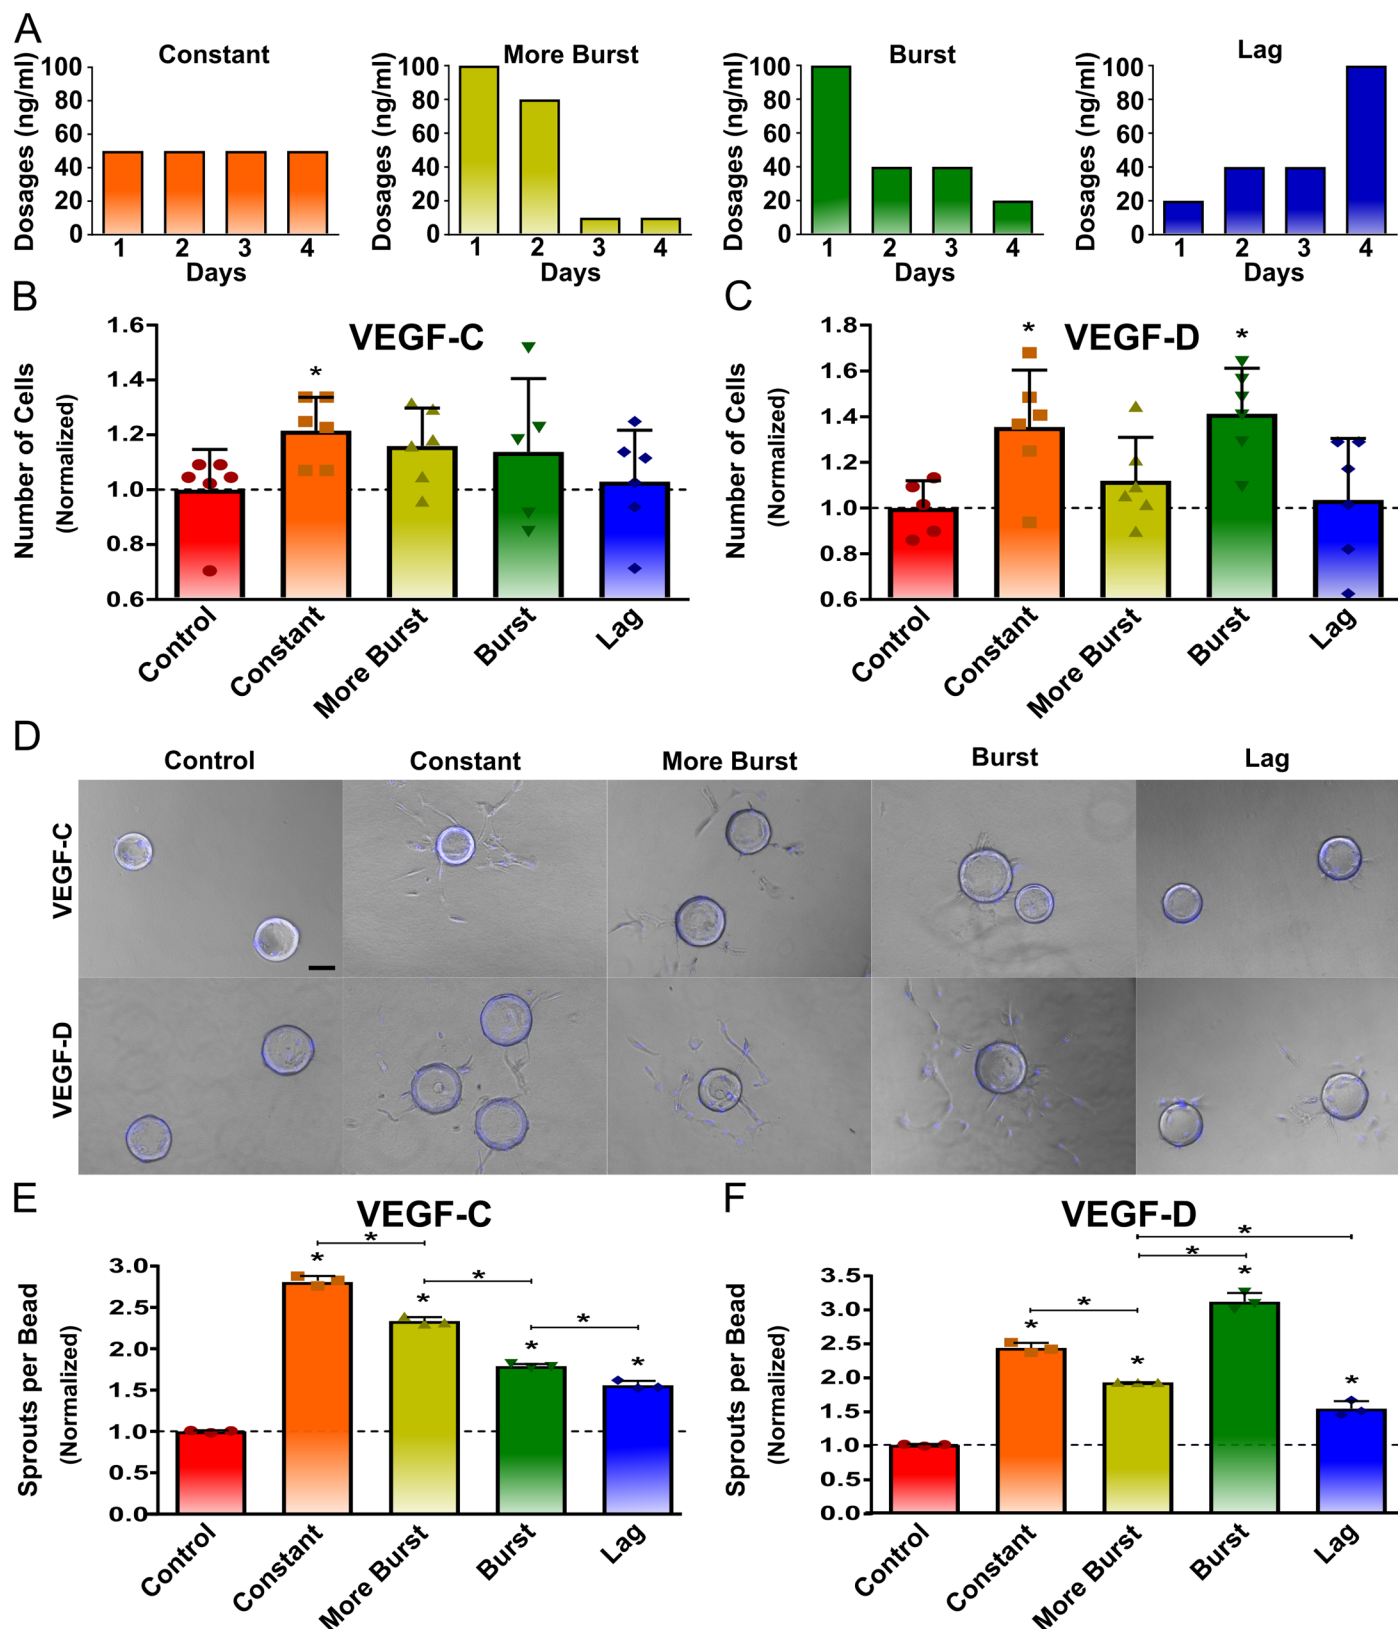 A
Constant
Dosages (ng/ml)
100
80
60
40
20
0
1 2 3 4
Days
More Burst
Dosages (ng/ml)
100
80
60
40
20
0
1 2 3 4
Days
Burst
Dosages (ng/ml)
100
80
60
40
20
0
1 2 3 4
Days
Lag
Dosages (ng/ml)
100
80
60
40
20
0
1 2 3 4
Days
B
VEGF-C
Number of Cells
(Normalized)
1.6
1.4
1.2
1.0
0.8
0.6
*
Control
Constant
More Burst
Burst
Lag
C
VEGF-D
Number of Cells
(Normalized)
1.8
1.6
1.4
1.2
1.0
0.8
0.6
* *
Control
Constant
More Burst
Burst
Lag
D
Control Constant More Burst Burst Lag
VEGF-C
VEGF-D
E
VEGF-C
Sprouts per Bead
(Normalized)
3.0
2.5
2.0
1.5
1.0
0.5
0.0
* * * * * * *
Control
Constant
More Burst
Burst
Lag
F
VEGF-D
Sprouts per Bead
(Normalized)
3.5
3.0
2.5
2.0
1.5
1.0
0.5
0.0
* * * * * * *
Control
Constant
More Burst
Burst
Lag